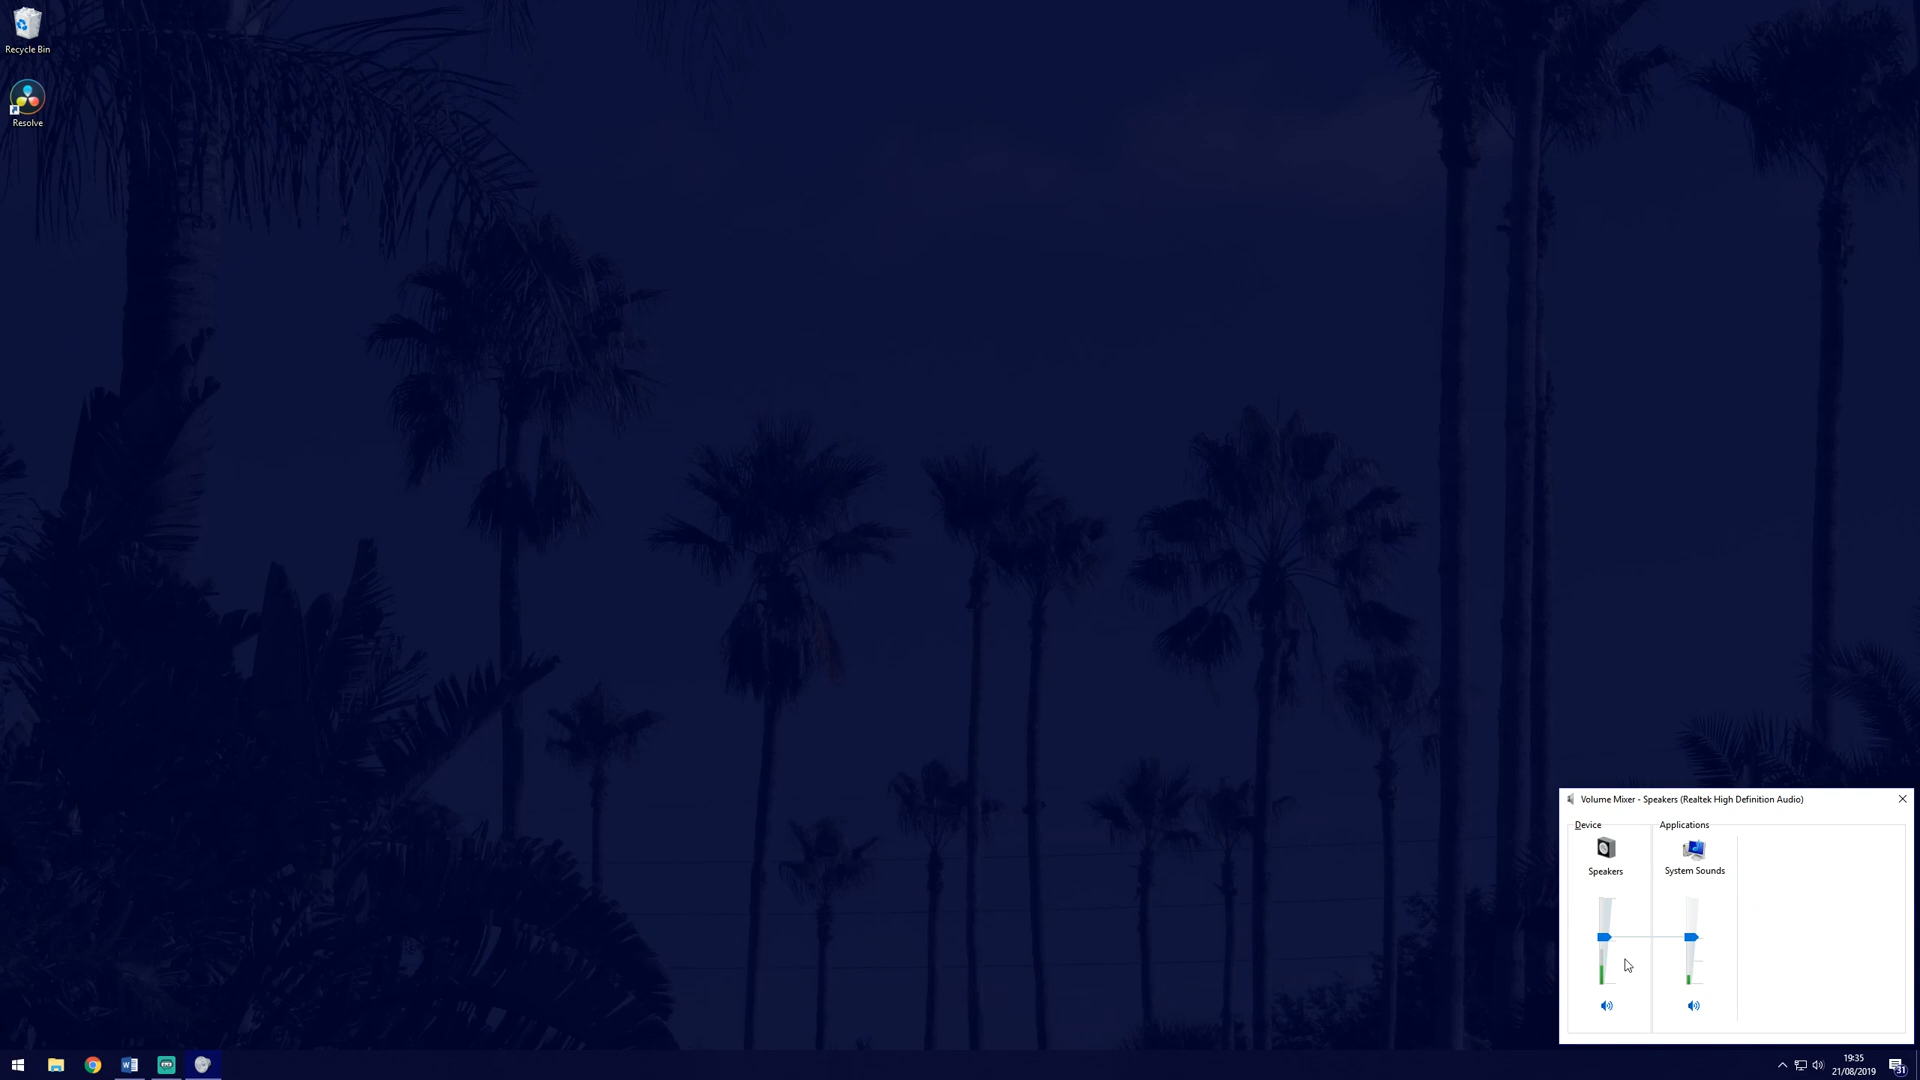 Recycle Bin
Resolve
Volume Mixer - Speakers (Realtek High Definition Audio)
Device
Applications
Speakers
System Sounds
19:35
21/08/2019
31